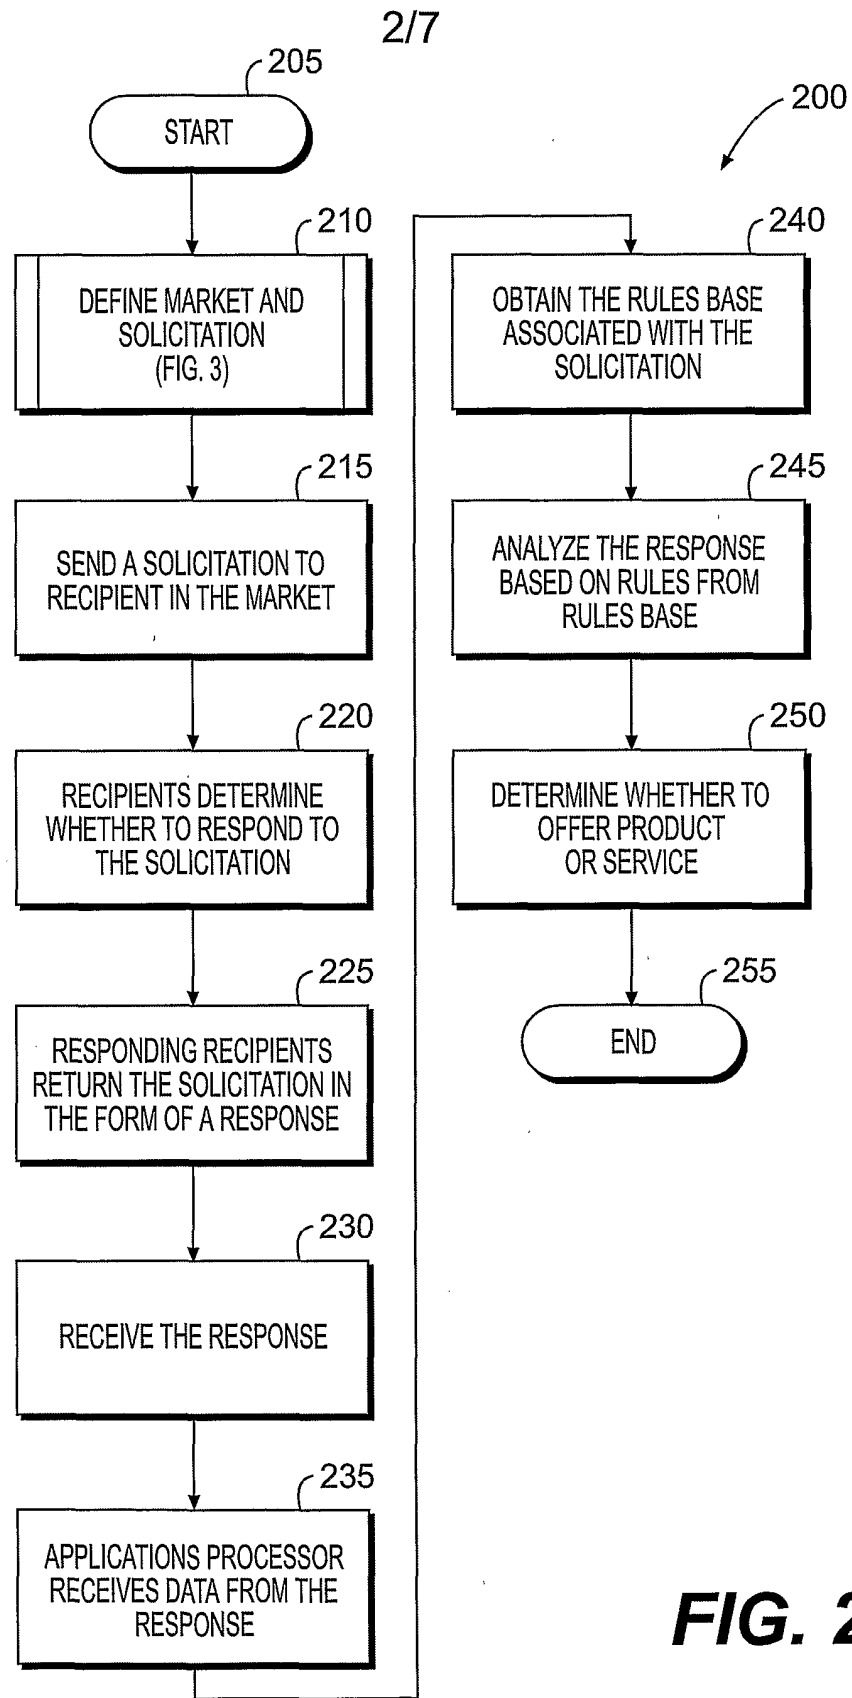 2/7
205
START
200
210
DEFINE MARKET AND
SOLICITATION
(FIG. 3)
215
SEND A SOLICITATION TO
RECIPIENT IN THE MARKET
220
RECIPIENTS DETERMINE
WHETHER TO RESPOND TO
THE SOLICITATION
225
RESPONDING RECIPIENTS
RETURN THE SOLICITATION IN
THE FORM OF A RESPONSE
230
RECEIVE THE RESPONSE
235
APPLICATIONS PROCESSOR
RECEIVES DATA FROM THE
RESPONSE
240
OBTAIN THE RULES BASE
ASSOCIATED WITH THE
SOLICITATION
245
ANALYZE THE RESPONSE
BASED ON RULES FROM
RULES BASE
250
DETERMINE WHETHER TO
OFFER PRODUCT
OR SERVICE
255
END
FIG. 2